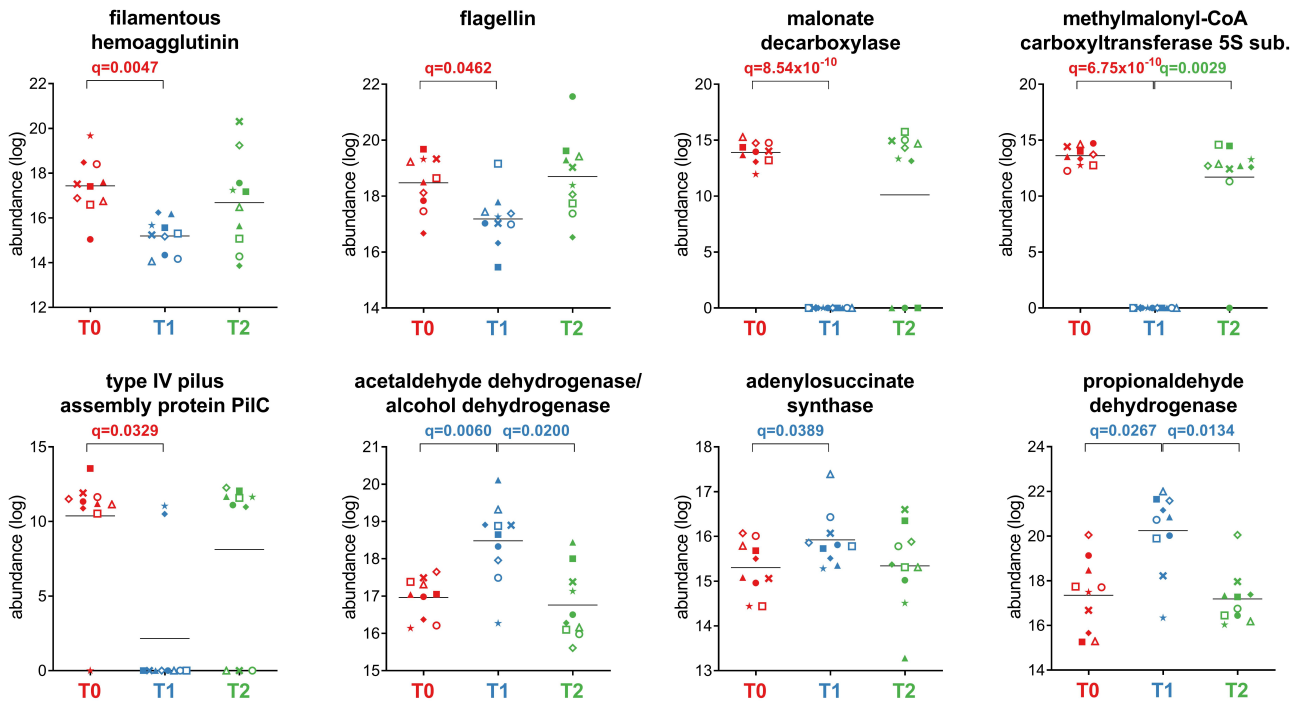 filamentous
hemoagglutinin
q=0.0047
abundance (log)
22
20
18
16
14
12
T0 T1 T2
flagellin
q=0.0462
abundance (log)
22
20
18
16
14
T0 T1 T2
malonate
decarboxylase
q=8.54x10⁻¹⁰
abundance (log)
20
15
10
5
0
T0 T1 T2
methylmalonyl-CoA
carboxyltransferase 5S sub.
q=6.75x10⁻¹⁰ q=0.0029
abundance (log)
20
15
10
5
0
T0 T1 T2
type IV pilus
assembly protein PilC
q=0.0329
abundance (log)
15
10
5
0
T0 T1 T2
acetaldehyde dehydrogenase/
alcohol dehydrogenase
q=0.0060 q=0.0200
abundance (log)
21
20
19
18
17
16
15
T0 T1 T2
adenylosuccinate
synthase
q=0.0389
abundance (log)
18
17
16
15
14
13
T0 T1 T2
propionaldehyde
dehydrogenase
q=0.0267 q=0.0134
abundance (log)
24
22
20
18
16
14
T0 T1 T2